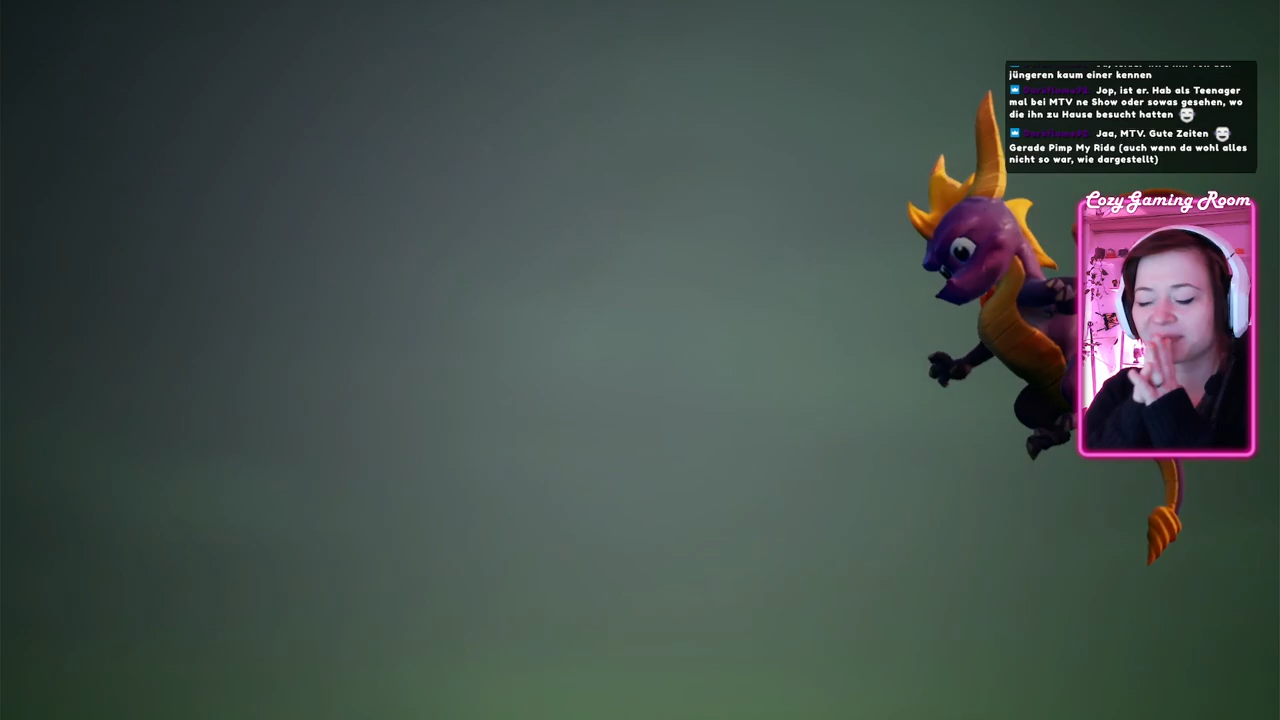 jüngeren kaum einer kennen
Jop, ist er. Hab als Teenager
mal bei MTV ne Show oder sowas gesehen, wo
die ihn zu Hause besucht hatten
Jaa, MTV. Gute Zeiten
Gerade Pimp My Ride (auch wenn da wohl alles
nicht so war, wie dargestellt)
Cozy Gaming Room